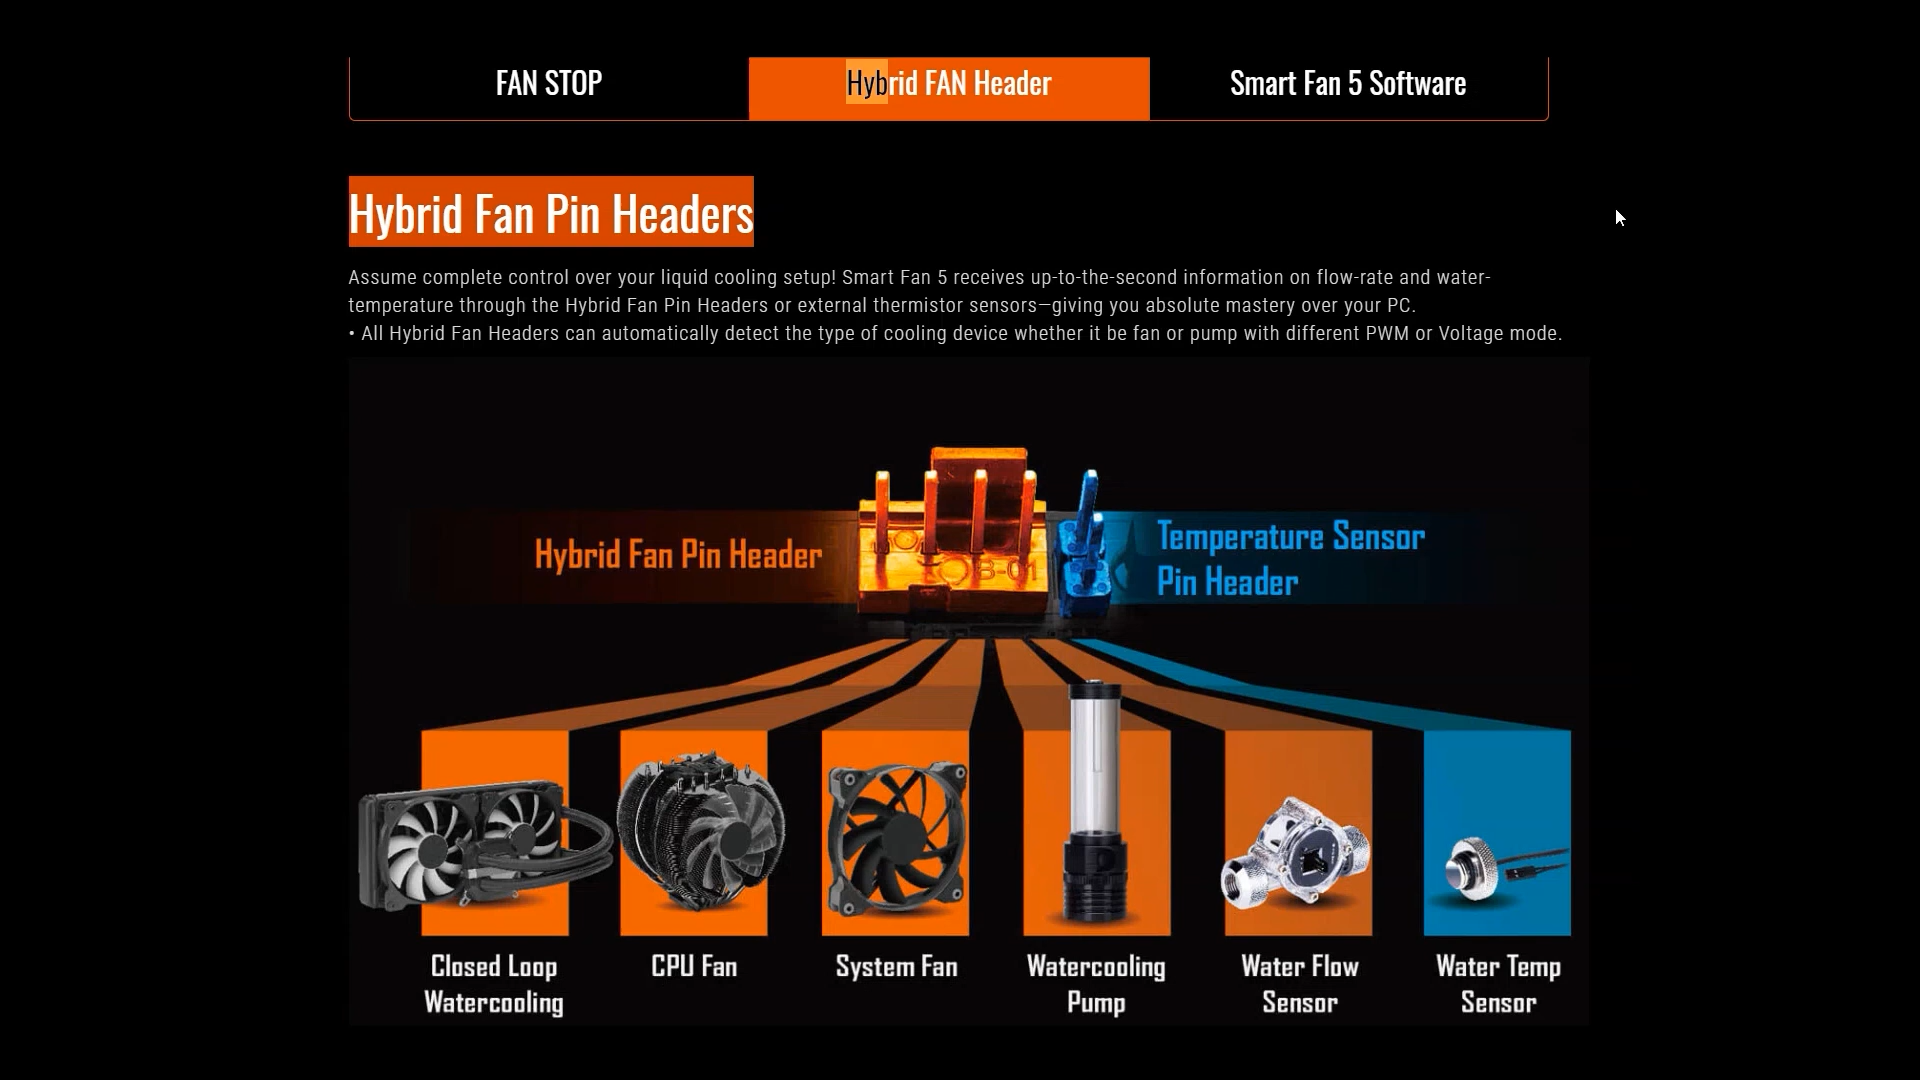 FAN STOP
Hybrid FAN Header
Smart Fan 5 Software
Hybrid Fan Pin Headers
Assume complete control over your liquid cooling setup! Smart Fan 5 receives up-to-the-second information on flow-rate and water-
temperature through the Hybrid Fan Pin Headers or external thermistor sensors—giving you absolute mastery over your PC.
• All Hybrid Fan Headers can automatically detect the type of cooling device whether it be fan or pump with different PWM or Voltage mode.
Hybrid Fan Pin Header
B-01
Temperature Sensor
Pin Header
Closed Loop
Watercooling
CPU Fan
System Fan
Watercooling
Pump
Water Flow
Sensor
Water Temp
Sensor